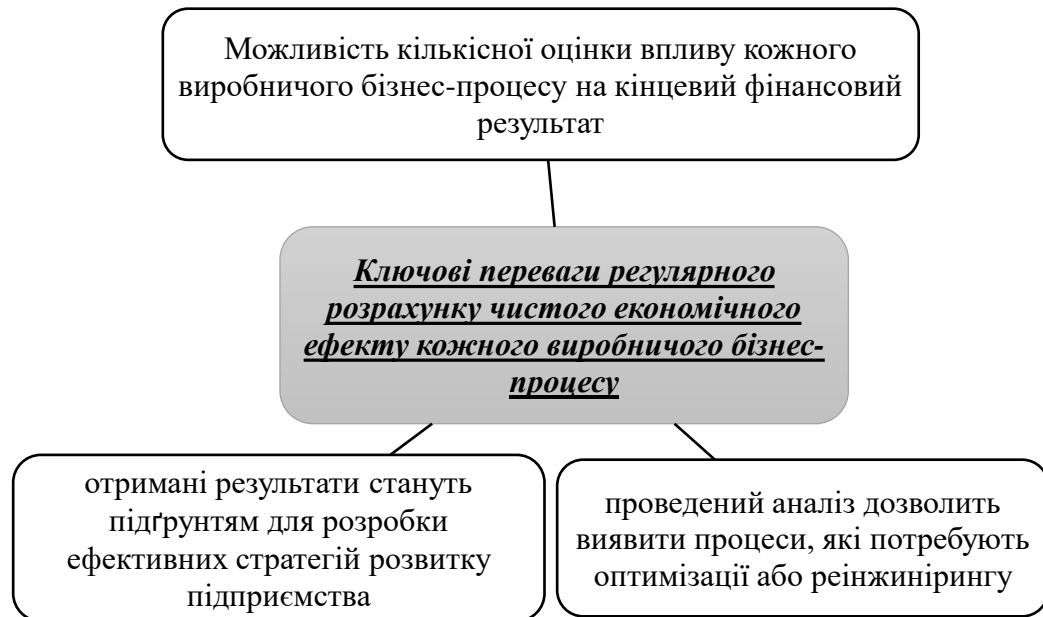 Можливість кількісної оцінки впливу кожного
виробничого бізнес-процесу на кінцевий фінансовий
результат
Ключові переваги регулярного
розрахунку чистого економічного
ефекту кожного виробничого бізнес-
процесу
отримані результати стануть
підґрунтям для розробки
ефективних стратегій розвитку
підприємства
проведений аналіз дозволить
виявити процеси, які потребують
оптимізації або реінжинірингу